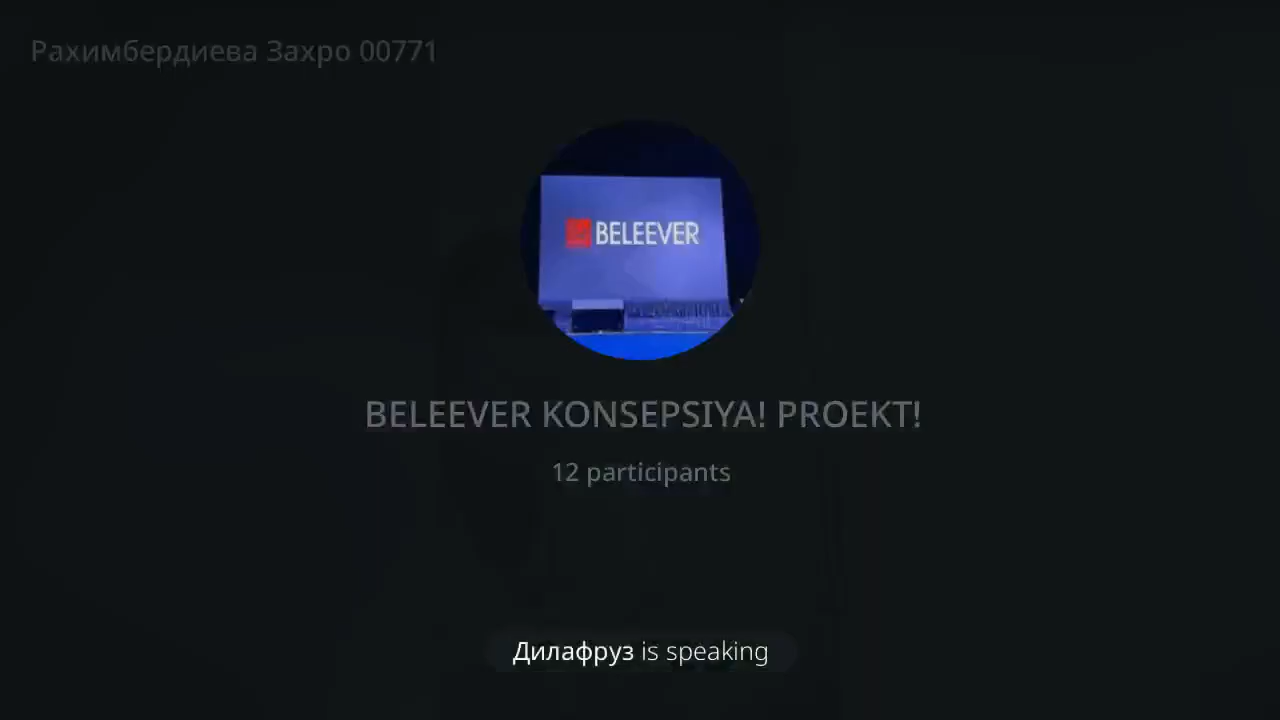 Рахимбердиева Захро 00771
BELEEVER
BELEEVER KONSEPSIYA! PROEKT!
12 participants
Дилафруз is speaking